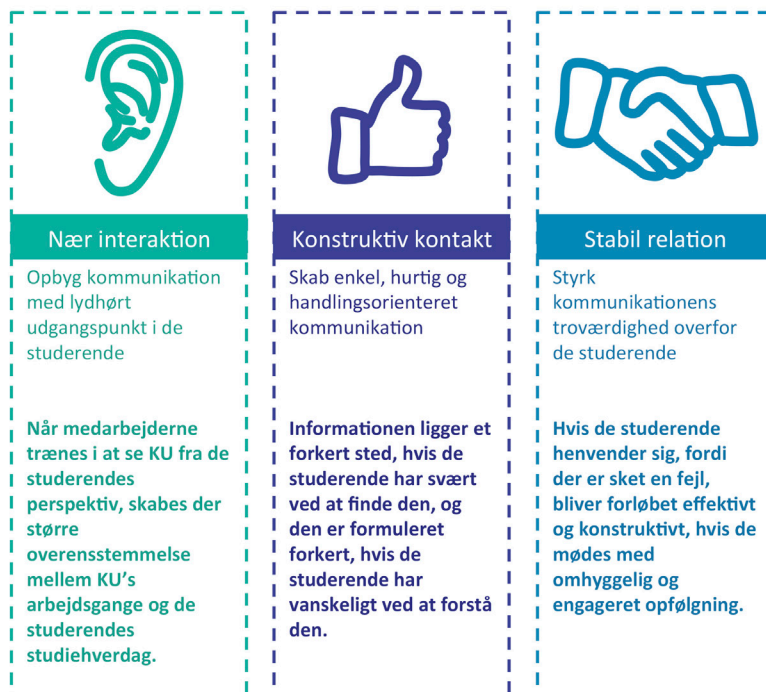 Nær interaktion
Opbyg kommunikation
med lydhørt
udgangspunkt i de
studerende
Når medarbejderne
trænes i at se KU fra de
studerendes
perspektiv, skabes der
større
overensstemmelse
mellem KU's
arbejdsgange og de
studerendes
studiehverdag.
Konstruktiv kontakt
Skab enkel, hurtig og
handlingsorienteret
kommunikation
Informationen ligger et
forkert sted, hvis de
studerende har svært
ved at finde den, og
den er formuleret
forkert, hvis de
studerende har
vanskeligt ved at forstå
den.
Stabil relation
Styrk
kommunikationens
troværdighed overfor
de studerende
Hvis de studerende
henvender sig, fordi
der er sket en fejl,
bliver forløbet effektivt
og konstruktivt, hvis de
mødes med
omhyggelig og
engageret opfølgning.